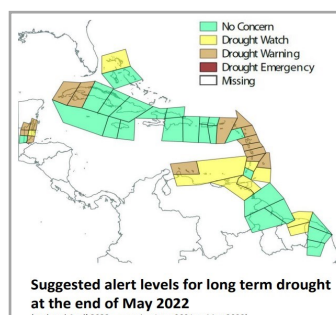 No Concern
Drought Watch
Drought Warning
Drought Emergency
Missing
Suggested alert levels for long term drought
at the end of May 2022